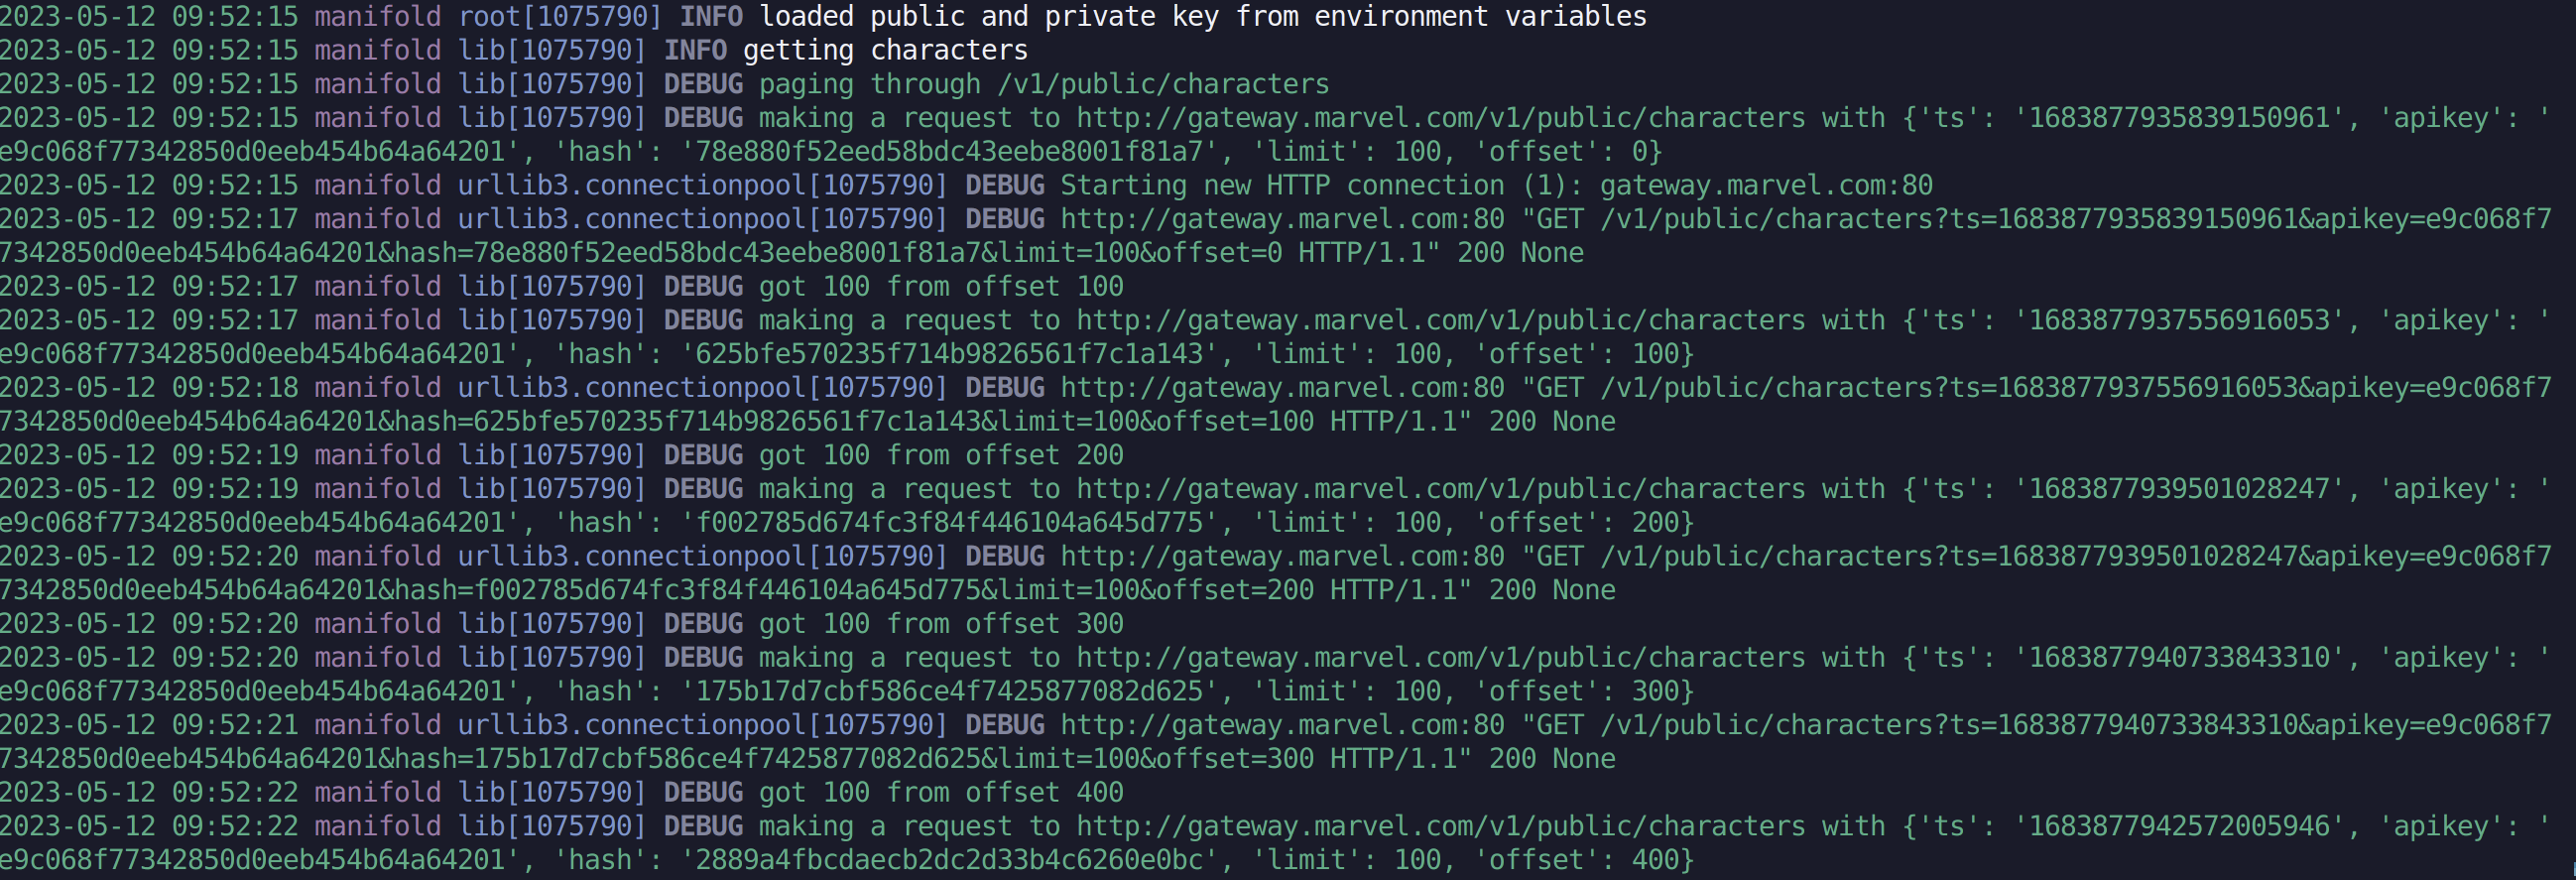 2023-05-12 09:52:15 manifold root[1075790] INFO loaded public and private key from environment variables
2023-05-12 09:52:15 manifold lib[1075790] INFO getting characters
2023-05-12 09:52:15 manifold lib[1075790] DEBUG paging through /v1/public/characters
2023-05-12 09:52:15 manifold lib[1075790] DEBUG making a request to http://gateway.marvel.com/v1/public/characters with {'ts': '1683877935839150961', 'apikey': '
e9c068f77342850d0eeb454b64a64201', 'hash': '78e880f52eed58bdc43eebe8001f81a7', 'limit': 100, 'offset': 0}
2023-05-12 09:52:15 manifold urllib3.connectionpool[1075790] DEBUG Starting new HTTP connection (1): gateway.marvel.com:80
2023-05-12 09:52:17 manifold urllib3.connectionpool[1075790] DEBUG http://gateway.marvel.com:80 "GET /v1/public/characters?ts=1683877935839150961&apikey=e9c068f7
7342850d0eeb454b64a64201&hash=78e880f52eed58bdc43eebe8001f81a7&limit=100&offset=0 HTTP/1.1" 200 None
2023-05-12 09:52:17 manifold lib[1075790] DEBUG got 100 from offset 100
2023-05-12 09:52:17 manifold lib[1075790] DEBUG making a request to http://gateway.marvel.com/v1/public/characters with {'ts': '1683877937556916053', 'apikey': '
e9c068f77342850d0eeb454b64a64201', 'hash': '625bfe570235f714b9826561f7c1a143', 'limit': 100, 'offset': 100}
2023-05-12 09:52:18 manifold urllib3.connectionpool[1075790] DEBUG http://gateway.marvel.com:80 "GET /v1/public/characters?ts=1683877937556916053&apikey=e9c068f7
7342850d0eeb454b64a64201&hash=625bfe570235f714b9826561f7c1a143&limit=100&offset=100 HTTP/1.1" 200 None
2023-05-12 09:52:19 manifold lib[1075790] DEBUG got 100 from offset 200
2023-05-12 09:52:19 manifold lib[1075790] DEBUG making a request to http://gateway.marvel.com/v1/public/characters with {'ts': '1683877939501028247', 'apikey': '
e9c068f77342850d0eeb454b64a64201', 'hash': 'f002785d674fc3f84f446104a645d775', 'limit': 100, 'offset': 200}
2023-05-12 09:52:20 manifold urllib3.connectionpool[1075790] DEBUG http://gateway.marvel.com:80 "GET /v1/public/characters?ts=1683877939501028247&apikey=e9c068f7
7342850d0eeb454b64a64201&hash=f002785d674fc3f84f446104a645d775&limit=100&offset=200 HTTP/1.1" 200 None
2023-05-12 09:52:20 manifold lib[1075790] DEBUG got 100 from offset 300
2023-05-12 09:52:20 manifold lib[1075790] DEBUG making a request to http://gateway.marvel.com/v1/public/characters with {'ts': '1683877940733843310', 'apikey': '
e9c068f77342850d0eeb454b64a64201', 'hash': '175b17d7cbf586ce4f7425877082d625', 'limit': 100, 'offset': 300}
2023-05-12 09:52:21 manifold urllib3.connectionpool[1075790] DEBUG http://gateway.marvel.com:80 "GET /v1/public/characters?ts=1683877940733843310&apikey=e9c068f7
7342850d0eeb454b64a64201&hash=175b17d7cbf586ce4f7425877082d625&limit=100&offset=300 HTTP/1.1" 200 None
2023-05-12 09:52:22 manifold lib[1075790] DEBUG got 100 from offset 400
2023-05-12 09:52:22 manifold lib[1075790] DEBUG making a request to http://gateway.marvel.com/v1/public/characters with {'ts': '1683877942572005946', 'apikey': '
e9c068f77342850d0eeb454b64a64201', 'hash': '2889a4fbcdaecb2dc2d33b4c6260e0bc', 'limit': 100, 'offset': 400}